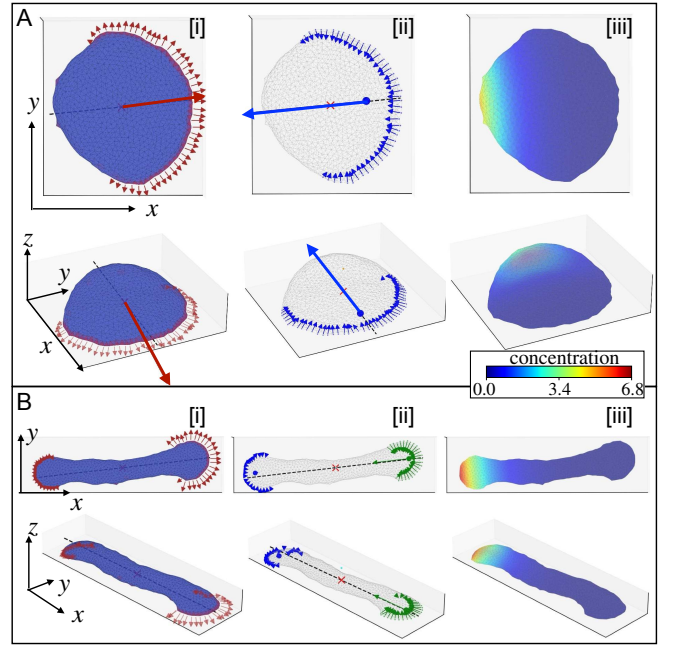 A
[i]
[ii]
[iii]
y
x
z
y
x
concentration
0.0 3.4 6.8
B
[i]
[ii]
[iii]
y
x
z
y
x